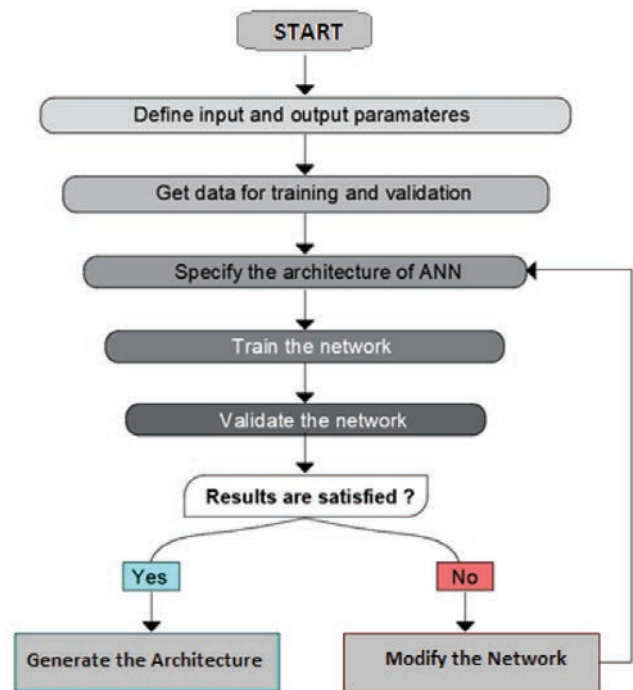 START
Define input and output paramateres
Get data for training and validation
Specify the architecture of ANN
Train the network
Validate the network
Results are satisfied ?
Yes
No
Generate the Architecture
Modify the Network